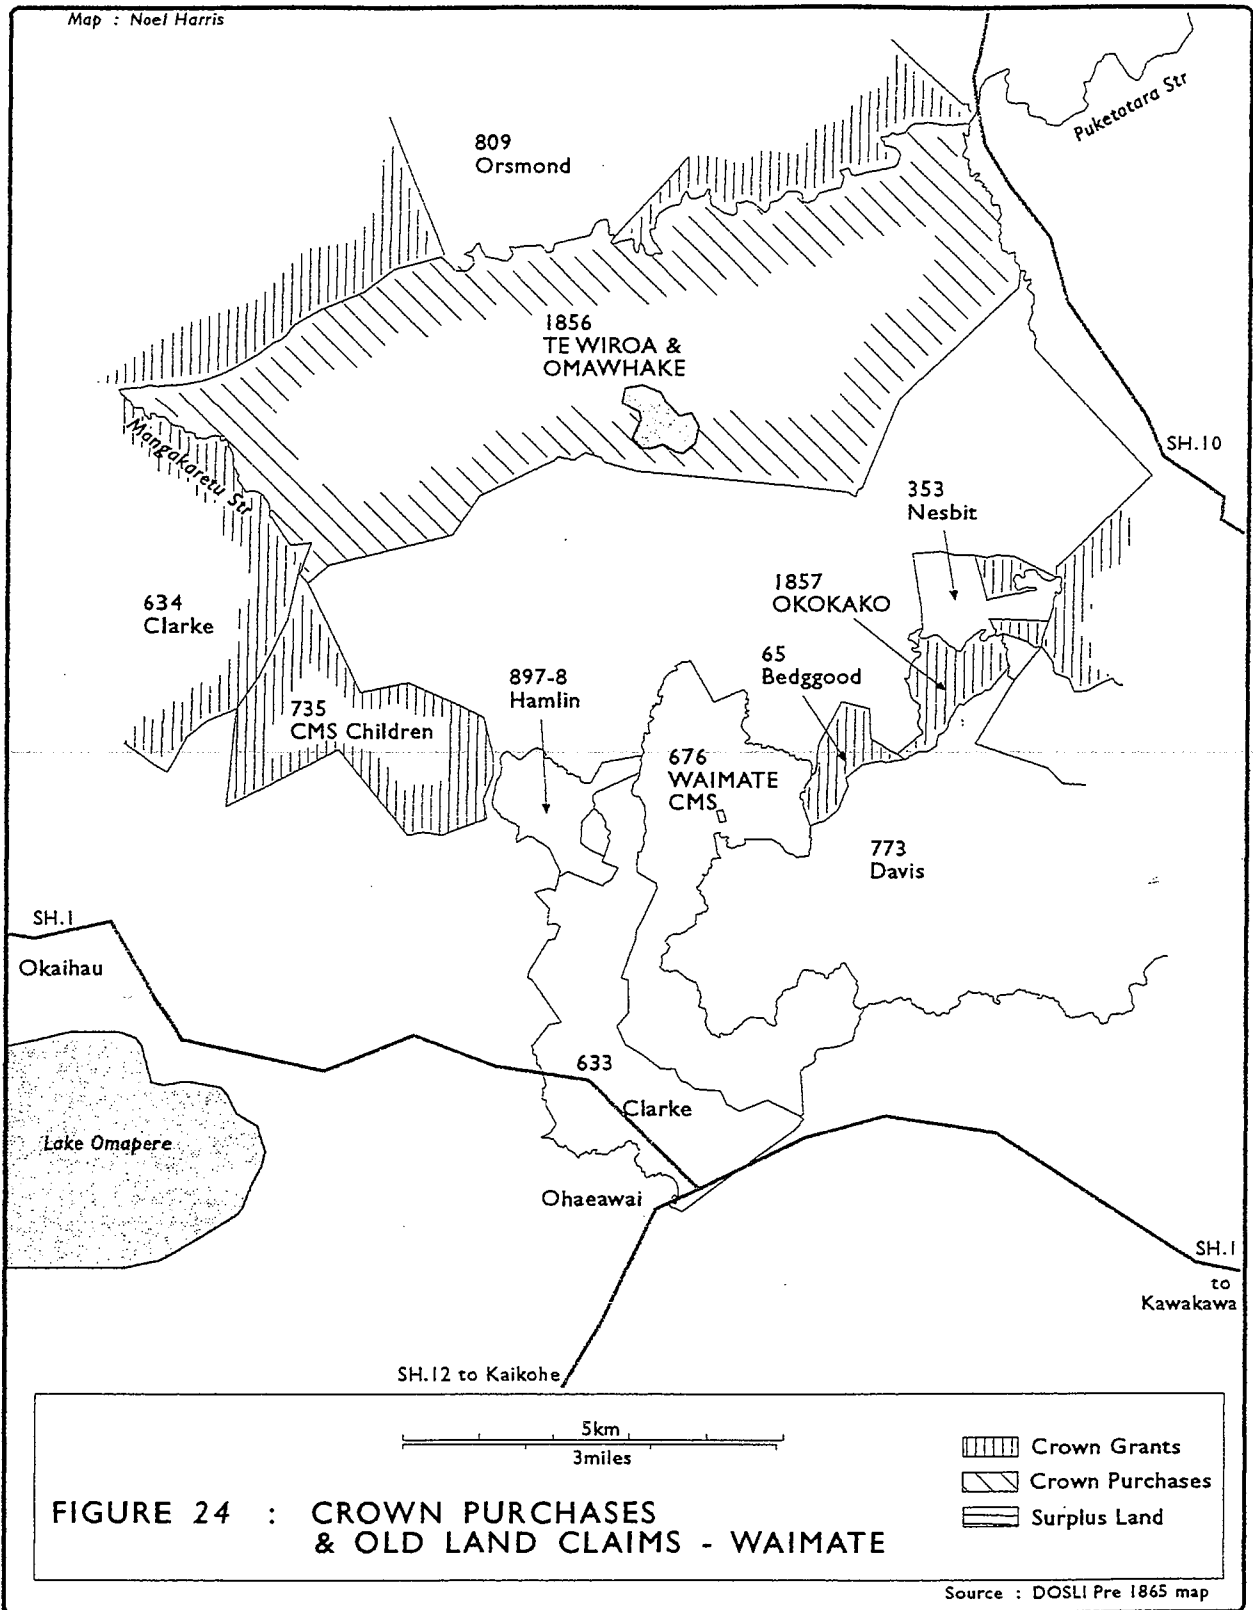 Map : Noel Harris
Puketotara Str
809
Orsmond
1856
TE WIROA &
OMAWHAKE
Mangakaretu Str
SH.10
353
Nesbit
1857
OKOKAKO
634
Clarke
65
Bedggood
897-8
Hamlin
735
CMS Children
676
WAIMATE
CMS
773
Davis
SH.1
Okaihau
633
Clarke
Lake Omapere
Ohaeawai
SH.1
to
Kawakawa
SH.12 to Kaikohe
5km
3miles
Crown Grants
Crown Purchases
Surplus Land
FIGURE 24 : CROWN PURCHASES
& OLD LAND CLAIMS - WAIMATE
Source : DOSLI Pre 1865 map